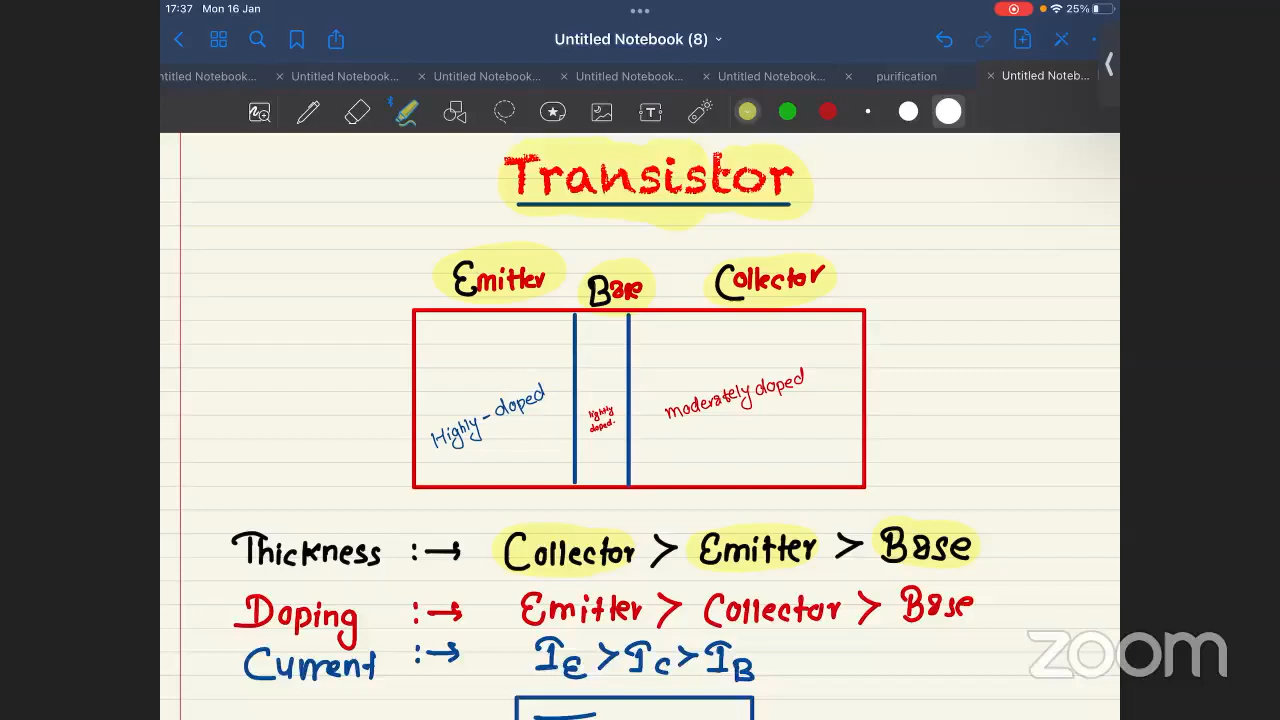 17:37 Mon 16 Jan
25%
Untitled Notebook (8)
ntitled Notebook... Untitled Notebook... Untitled Notebook... Untitled Notebook... Untitled Notebook... purification Untitled Noteb...
Transistor
Emitter Base Collector
Highly-doped lightly doped. moderately doped
Thickness :→ Collector > Emitter > Base
Doping :→ Emitter > Collector > Base
Current :→ IE > IC > IB
zoom